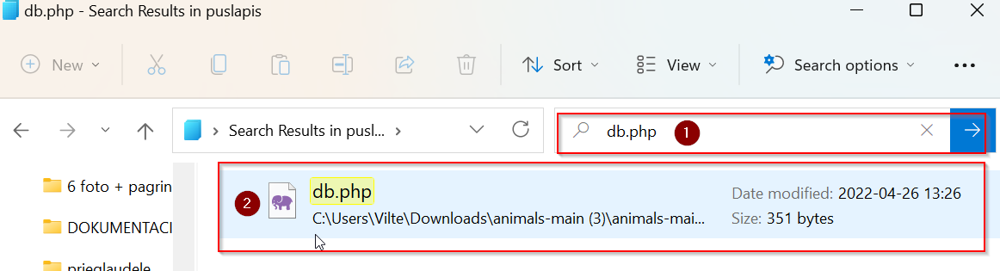 db.php - Search Results in puslapis
New
Sort
View
Search options
Search Results in pusl...
db.php
1
6 foto + pagrin
DOKUMENTACI
prieglaudele
2
db.php
C:\Users\Vilte\Downloads\animals-main (3)\animals-mai...
Date modified: 2022-04-26 13:26
Size: 351 bytes